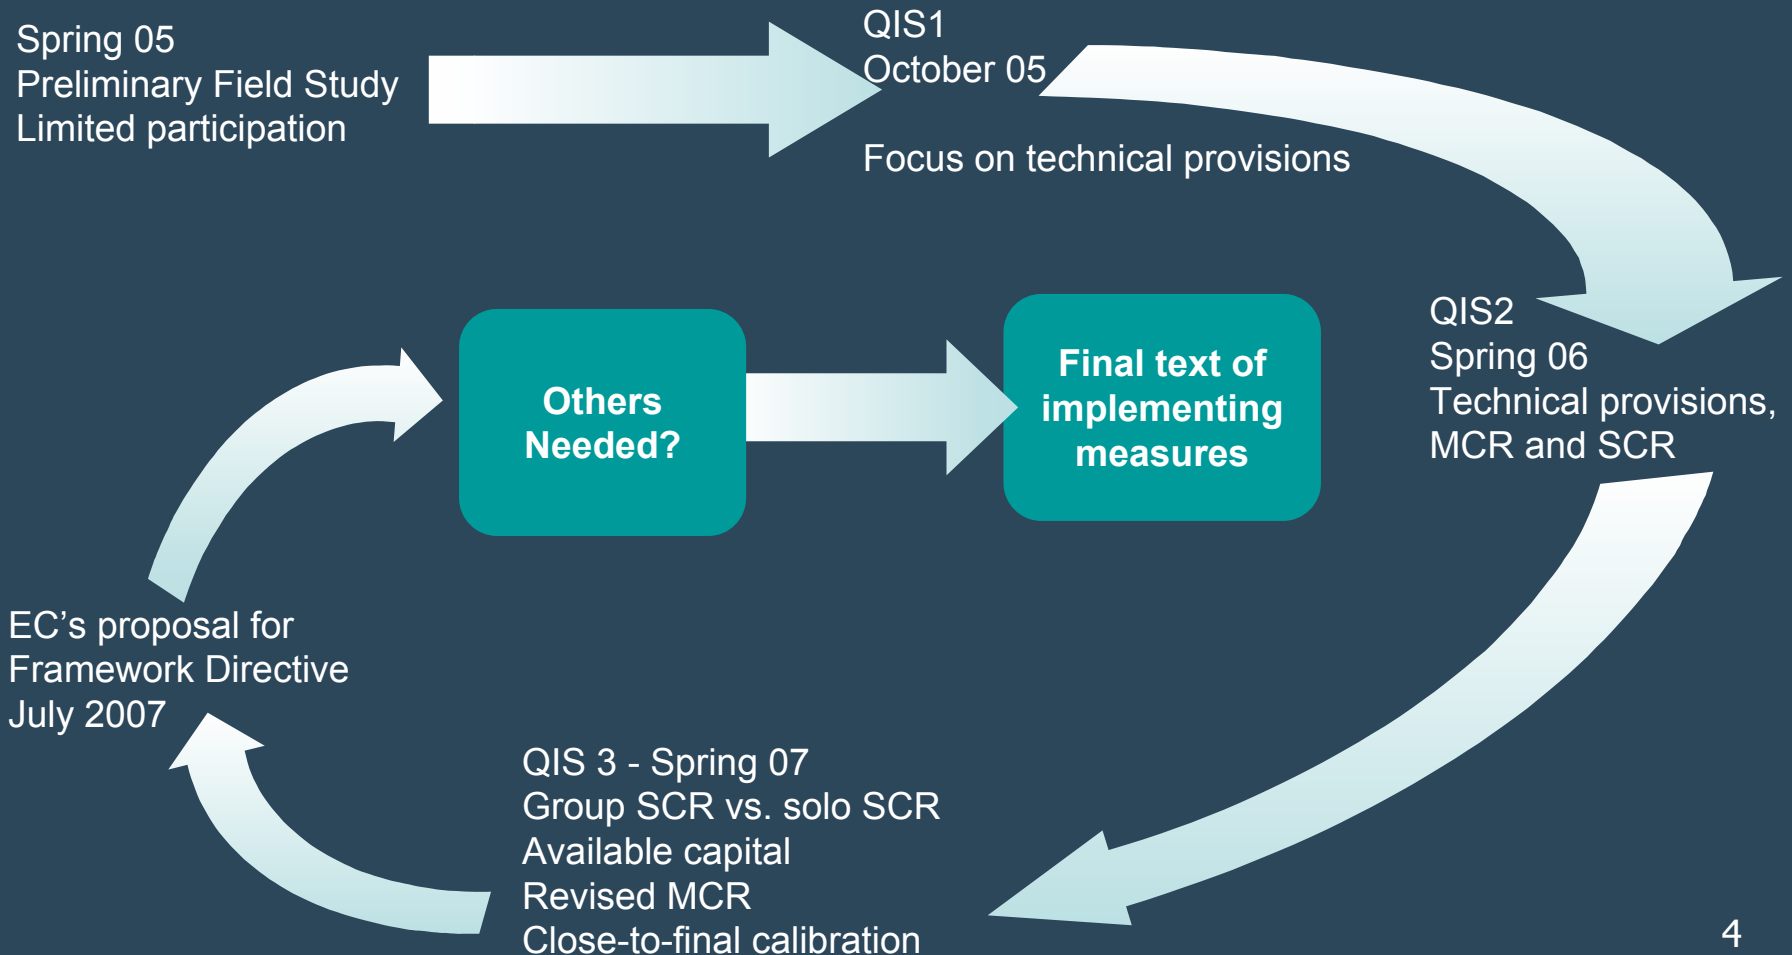 Spring 05
Preliminary Field Study
Limited participation
QIS1
October 05
Focus on technical provisions
QIS2
Spring 06
Technical provisions,
MCR and SCR
QIS 3 - Spring 07
Group SCR vs. solo SCR
Available capital
Revised MCR
Close-to-final calibration
EC’s proposal for
Framework Directive
July 2007
Others
Needed?
Final text of
implementing
measures
4